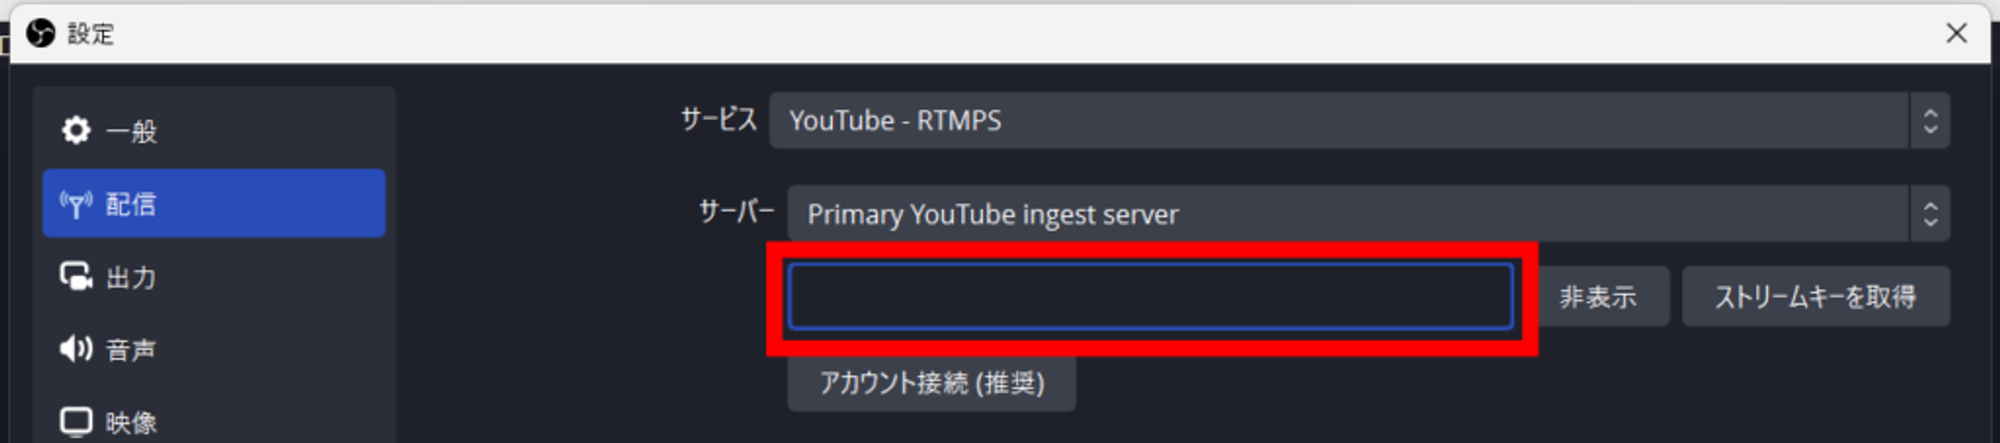 設定
一般
配信
出力
音声
映像
サービス YouTube - RTMPS
サーバー Primary YouTube ingest server
非表示 ストリームキーを取得
アカウント接続 (推奨)